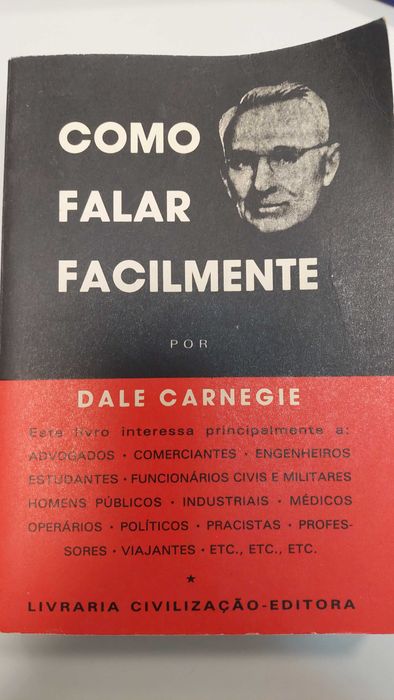 COMO
FALAR
FACILMENTE
POR
DALE CARNEGIE
Este livro interessa principalmente a:
ADVOGADOS · COMERCIANTES · ENGENHEIROS
ESTUDANTES · FUNCIONÁRIOS CIVIS E MILITARES
HOMENS PÚBLICOS · INDUSTRIAIS · MÉDICOS
OPERÁRIOS · POLÍTICOS · PRACISTAS · PROFES-
SORES · VIAJANTES · ETC., ETC., ETC.
★
LIVRARIA CIVILIZAÇÃO-EDITORA